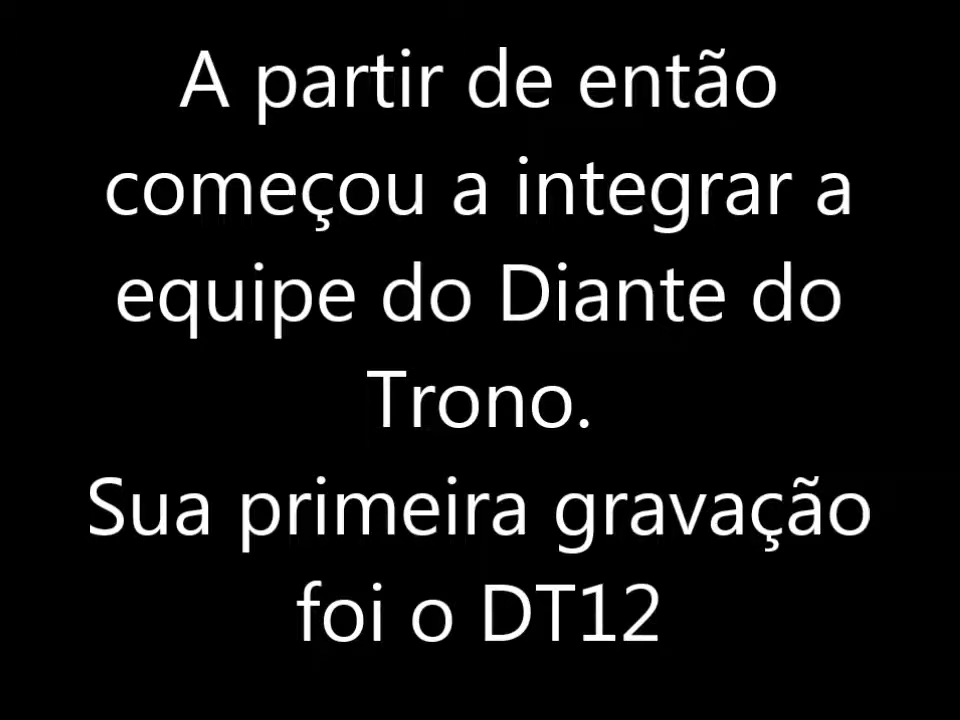 A partir de então
começou a integrar a
equipe do Diante do
Trono.
Sua primeira gravação
foi o DT12